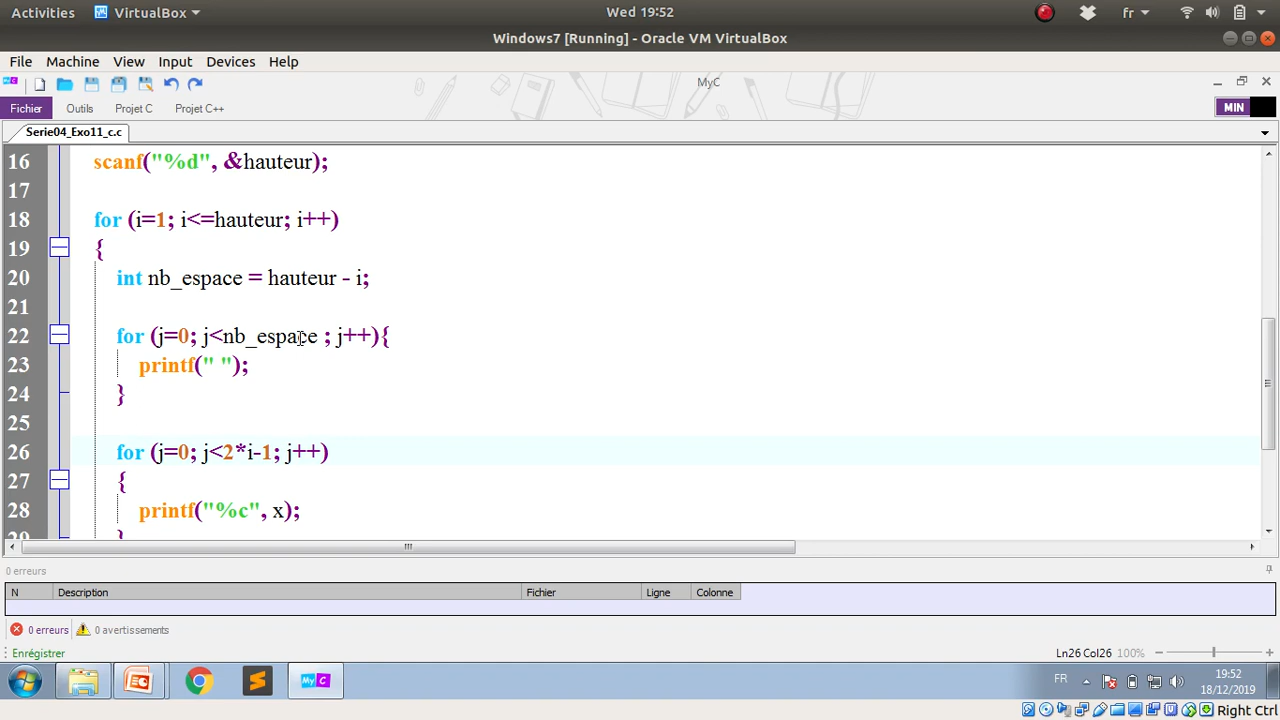 Activities VirtualBox Wed 19:52 fr
Windows7 [Running] - Oracle VM VirtualBox
File Machine View Input Devices Help
MyC
Fichier Outils Projet C Projet C++ MIN
Serie04_Exo11_c.c
16 scanf("%d", &hauteur);
17
18 for (i=1; i<=hauteur; i++)
19 {
20 int nb_espace = hauteur - i;
21
22 for (j=0; j<nb_espace ; j++){
23 printf(" ");
24 }
25
26 for (j=0; j<2*i-1; j++)
27 {
28 printf("%c", x);
29 }
0 erreurs
N Description Fichier Ligne Colonne
0 erreurs 0 avertissements
Enrégistrer Ln26 Col26 100%
My C FR 19:52
18/12/2019
Right Ctrl